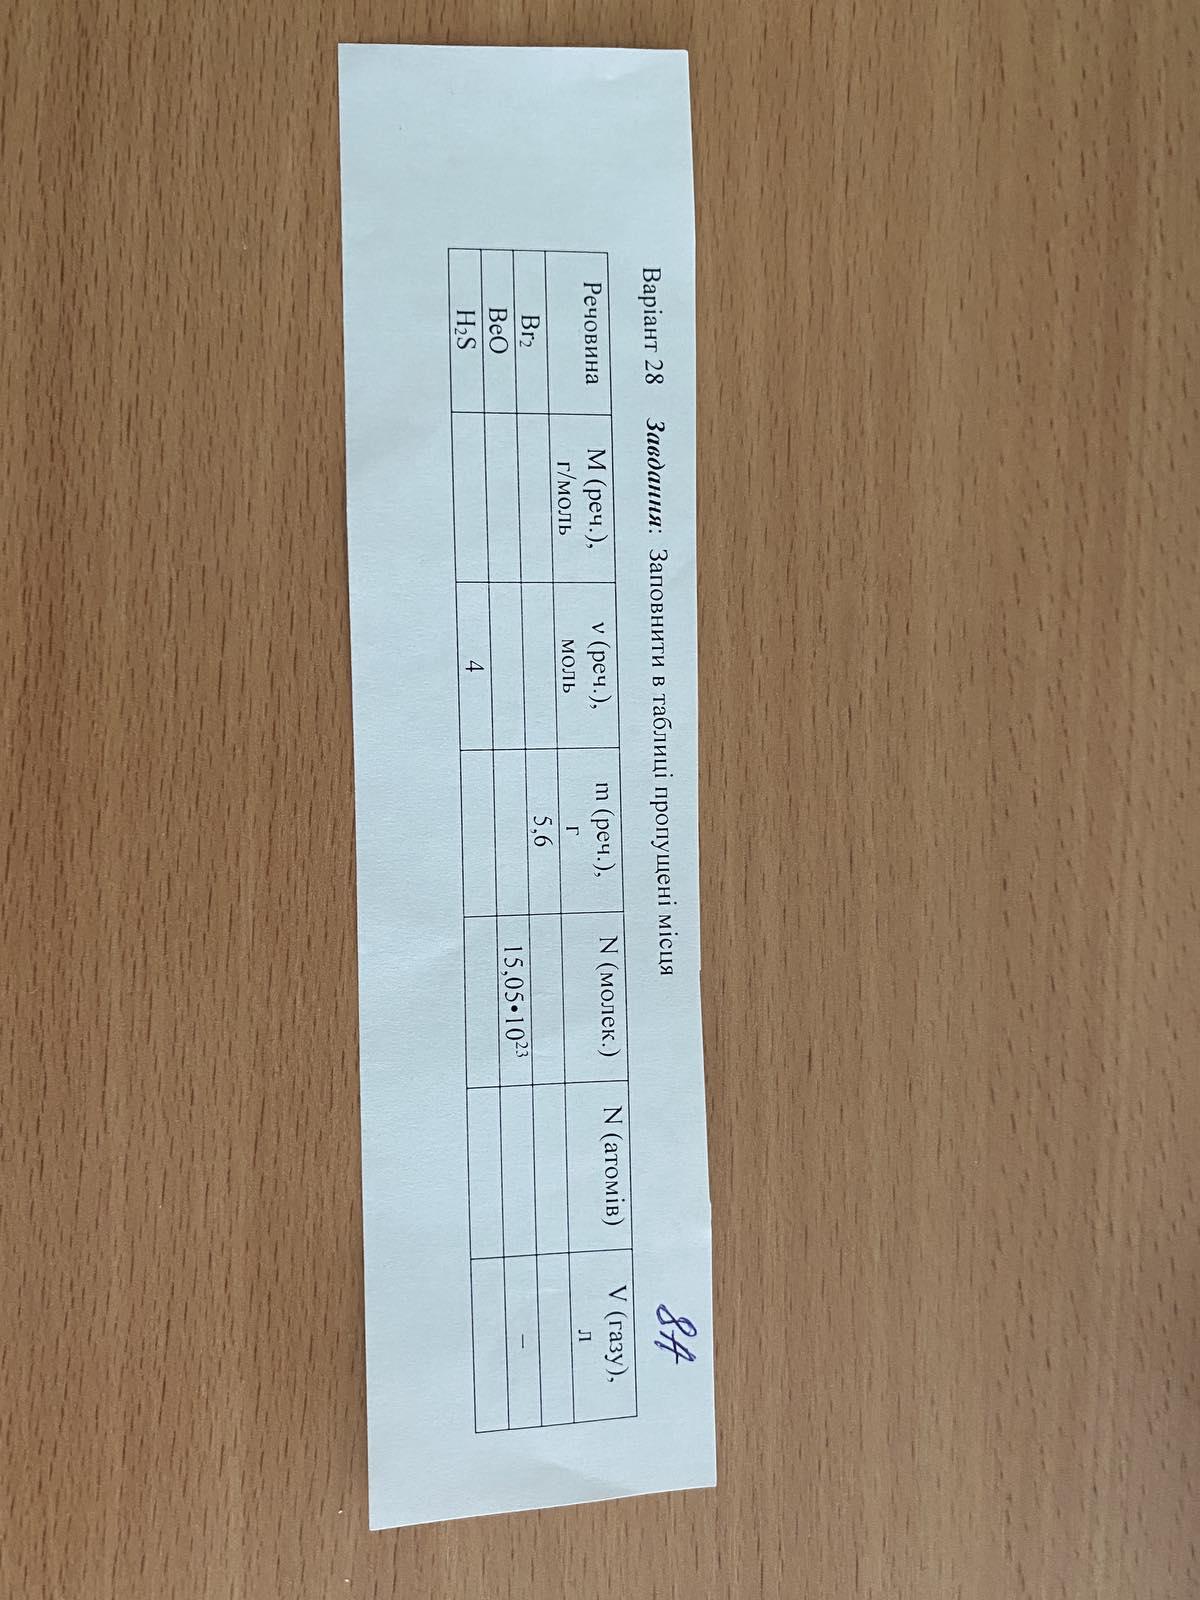 8А
Варіант 28 Завдання: Заповнити в таблиці пропущені місця
Речовина М (реч.), г/моль ν (реч.), моль m (реч.), г N (молек.) N (атомів) V (газу), л
Br₂ 5,6
BeO 15,05•10²³ –
H₂S 4